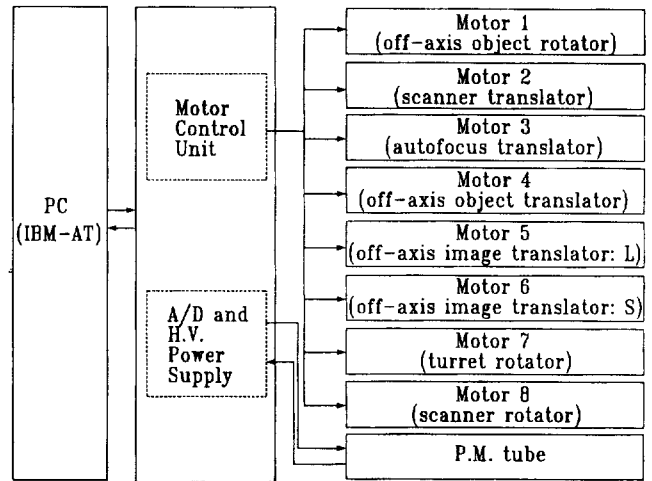 PC
(IBM-AT)
Motor
Control
Unit
A/D and
H.V.
Power
Supply
Motor 1
(off-axis object rotator)
Motor 2
(scanner translator)
Motor 3
(autofocus translator)
Motor 4
(off-axis object translator)
Motor 5
(off-axis image translator: L)
Motor 6
(off-axis image translator: S)
Motor 7
(turret rotator)
Motor 8
(scanner rotator)
P.M. tube